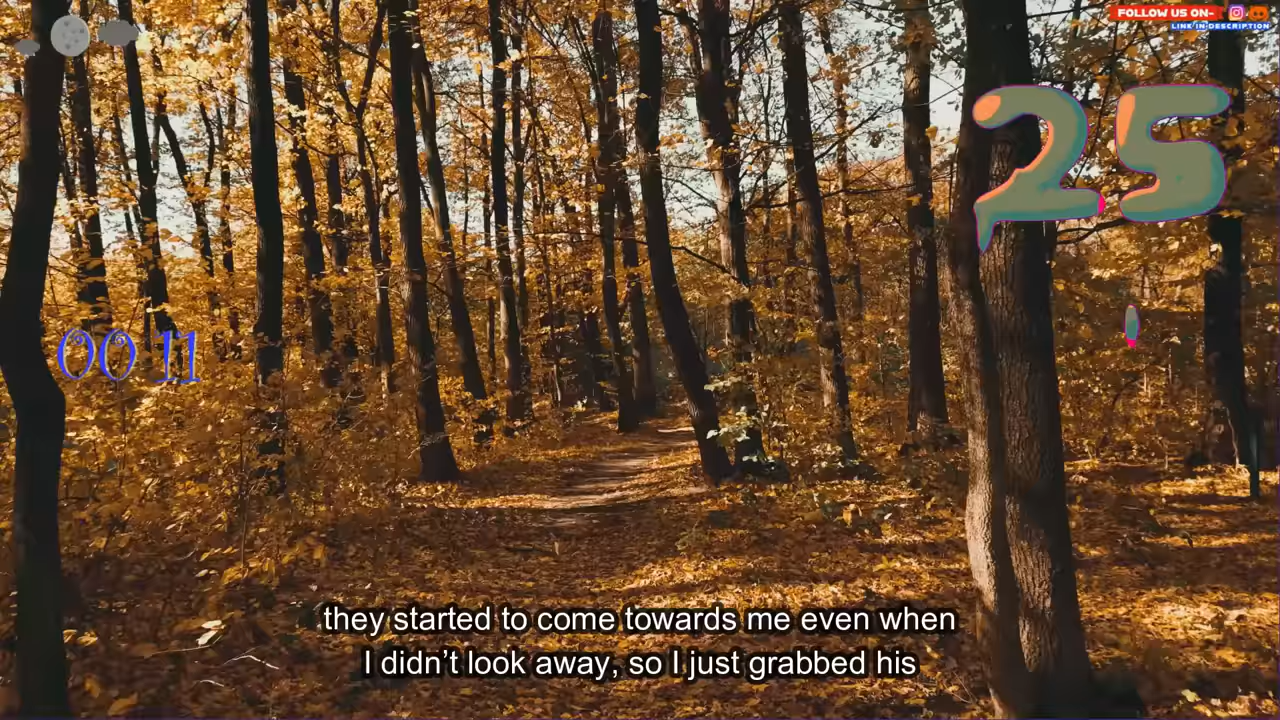 FOLLOW US ON-
LINK IN DESCRIPTION
25
00 11
they started to come towards me even when
I didn't look away, so I just grabbed his